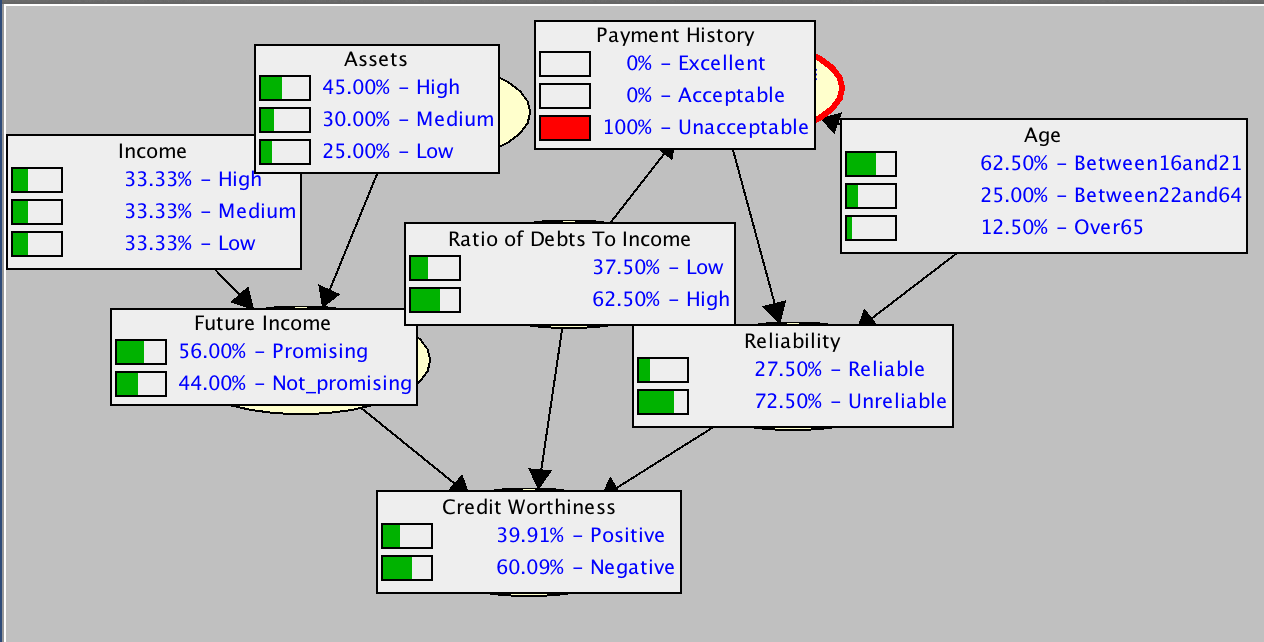 Payment History
0% – Excellent
0% – Acceptable
100% – Unacceptable
Assets
45.00% – High
30.00% – Medium
25.00% – Low
Age
62.50% – Between16and21
25.00% – Between22and64
12.50% – Over65
Income
33.33% – High
33.33% – Medium
33.33% – Low
Ratio of Debts To Income
37.50% – Low
62.50% – High
Future Income
56.00% – Promising
44.00% – Not_promising
Reliability
27.50% – Reliable
72.50% – Unreliable
Credit Worthiness
39.91% – Positive
60.09% – Negative